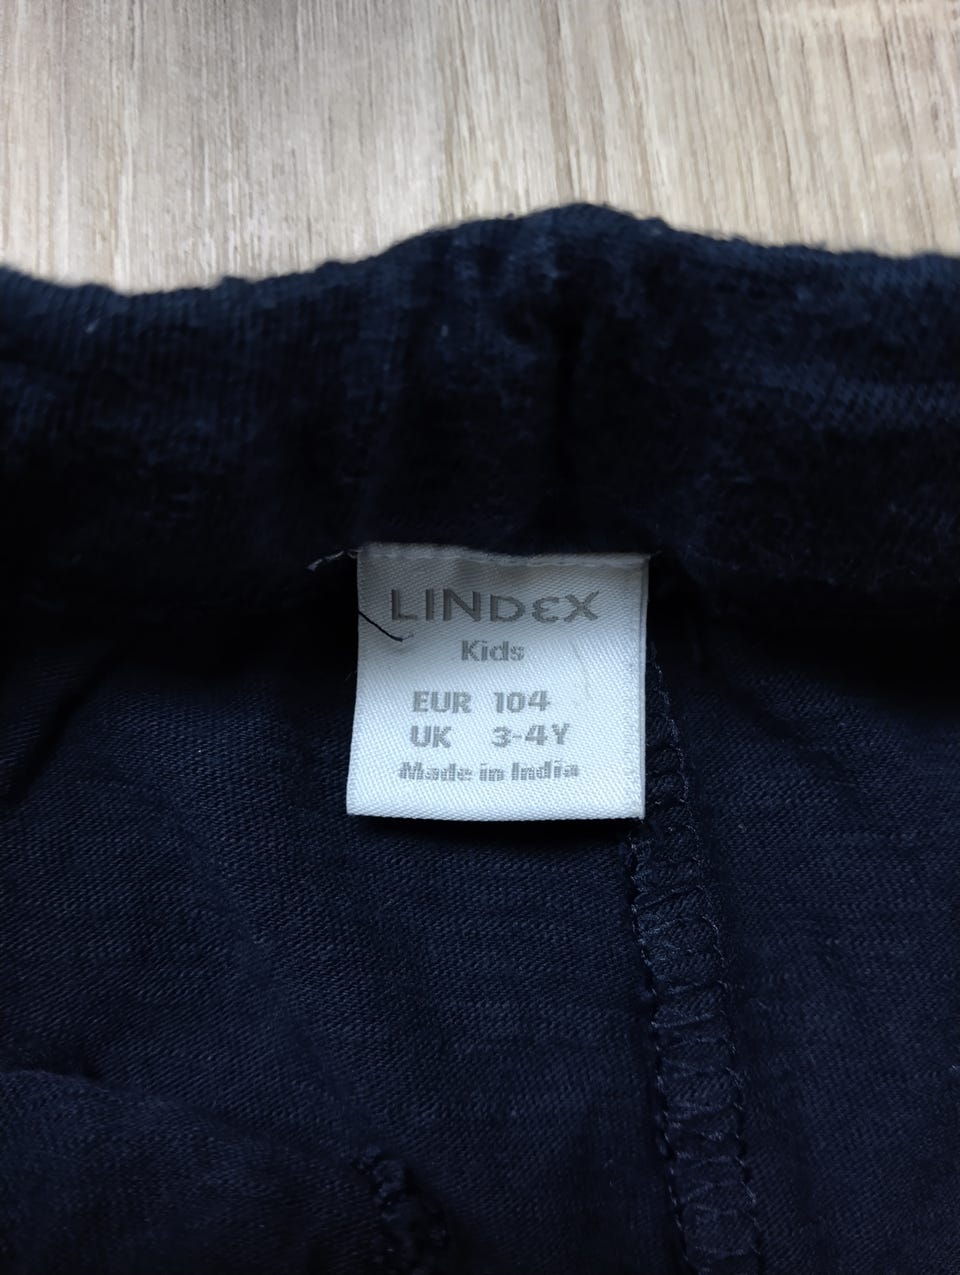 LINDEX
Kids
EUR 104
UK 3-4Y
Made in India